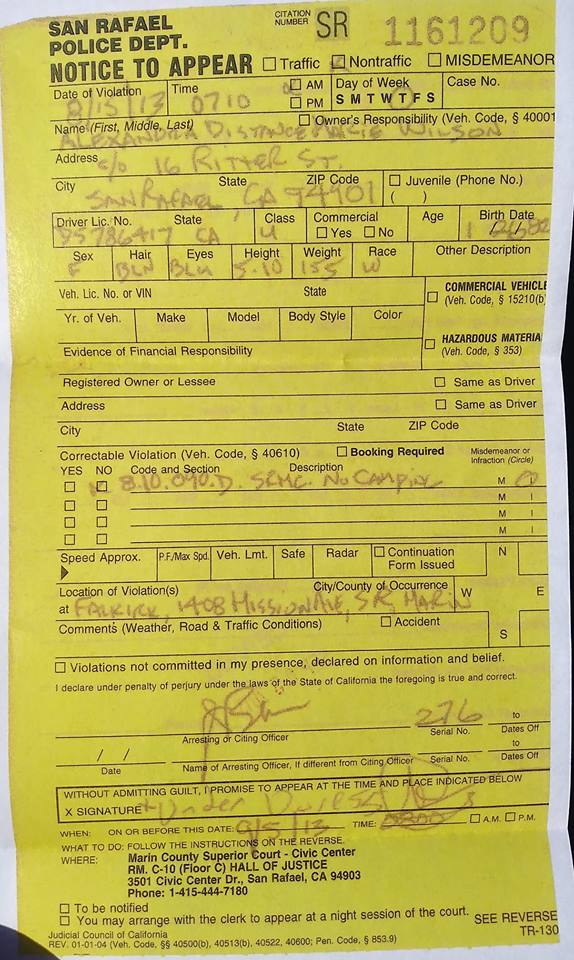 SAN RAFAEL
POLICE DEPT.
CITATION NUMBER SR 1161209
NOTICE TO APPEAR ☐ Traffic ☑ Nontraffic ☐ MISDEMEANOR
Date of Violation Time ☐ AM ☐ PM Day of Week Case No.
8/15/13 0710 S M T W T F S
Name (First, Middle, Last) ☐ Owner's Responsibility (Veh. Code, § 40001
ALEXANDRA DISTANCE MARIE WILSON
Address
c/o 16 RITTER ST.
City State ZIP Code ☐ Juvenile (Phone No.)
SAN RAFAEL, CA 94901 ( )
Driver Lic. No. State Class Commercial Age Birth Date
CA ☐ Yes ☐ No
Sex Hair Eyes Height Weight Race Other Description
F BLN BLU 5-10 155 W
Veh. Lic. No. or VIN State
☐ COMMERCIAL VEHICLE
(Veh. Code, § 15210(b)
Yr. of Veh. Make Model Body Style Color
☐ HAZARDOUS MATERIA
(Veh. Code, § 353)
Evidence of Financial Responsibility
Registered Owner or Lessee ☐ Same as Driver
Address ☐ Same as Driver
City State ZIP Code
Correctable Violation (Veh. Code, § 40610) ☐ Booking Required Misdemeanor or
Infraction (Circle)
YES NO Code and Section Description
☐ ☐ 8.10.090.D. SRMC. NO CAMPING M I
☐ ☐ M I
☐ ☐ M I
☐ ☐ M I
Speed Approx. P.F./Max Spd. Veh. Lmt. Safe Radar ☐ Continuation
Form Issued
N
W E
S
Location of Violation(s) City/County of Occurrence
at FALKIRK, 1408 MISSION AVE, SR, MARIN
Comments (Weather, Road & Traffic Conditions) ☐ Accident
☐ Violations not committed in my presence, declared on information and belief.
I declare under penalty of perjury under the laws of the State of California the foregoing is true and correct.
276 to
Arresting or Citing Officer Serial No. Dates Off
/ / to
Date Name of Arresting Officer, If different from Citing Officer Serial No. Dates Off
WITHOUT ADMITTING GUILT, I PROMISE TO APPEAR AT THE TIME AND PLACE INDICATED BELOW
X SIGNATURE Under Duress
WHEN: ON OR BEFORE THIS DATE: 9/5/13 TIME: ☐ A.M. ☐ P.M.
WHAT TO DO: FOLLOW THE INSTRUCTIONS ON THE REVERSE.
WHERE: Marin County Superior Court - Civic Center
RM. C-10 (Floor C) HALL OF JUSTICE
3501 Civic Center Dr., San Rafael, CA 94903
Phone: 1-415-444-7180
☐ To be notified
☐ You may arrange with the clerk to appear at a night session of the court.
SEE REVERSE
Judicial Council of California
REV. 01-01-04 (Veh. Code, §§ 40500(b), 40513(b), 40522, 40600; Pen. Code, § 853.9) TR-130